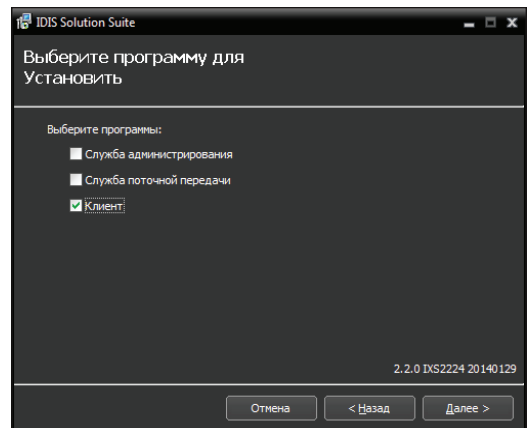 IDIS Solution Suite
Выберите программу для
Установить
Выберите программы:
Служба администрирования
Служба поточной передачи
Клиент
2.2.0 IXS2224 20140129
Отмена
< Назад
Далее >